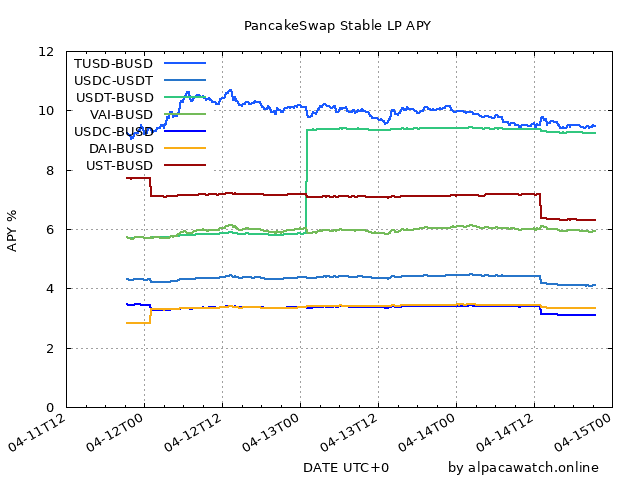 PancakeSwap Stable LP APY
12
10
8
6
4
2
0
APY %
TUSD-BUSD
USDC-USDT
USDT-BUSD
VAI-BUSD
USDC-BUSD
DAI-BUSD
UST-BUSD
04-11T12
04-12T00
04-12T12
04-13T00
04-13T12
04-14T00
04-14T12
04-15T00
DATE UTC+0
by alpacawatch.online